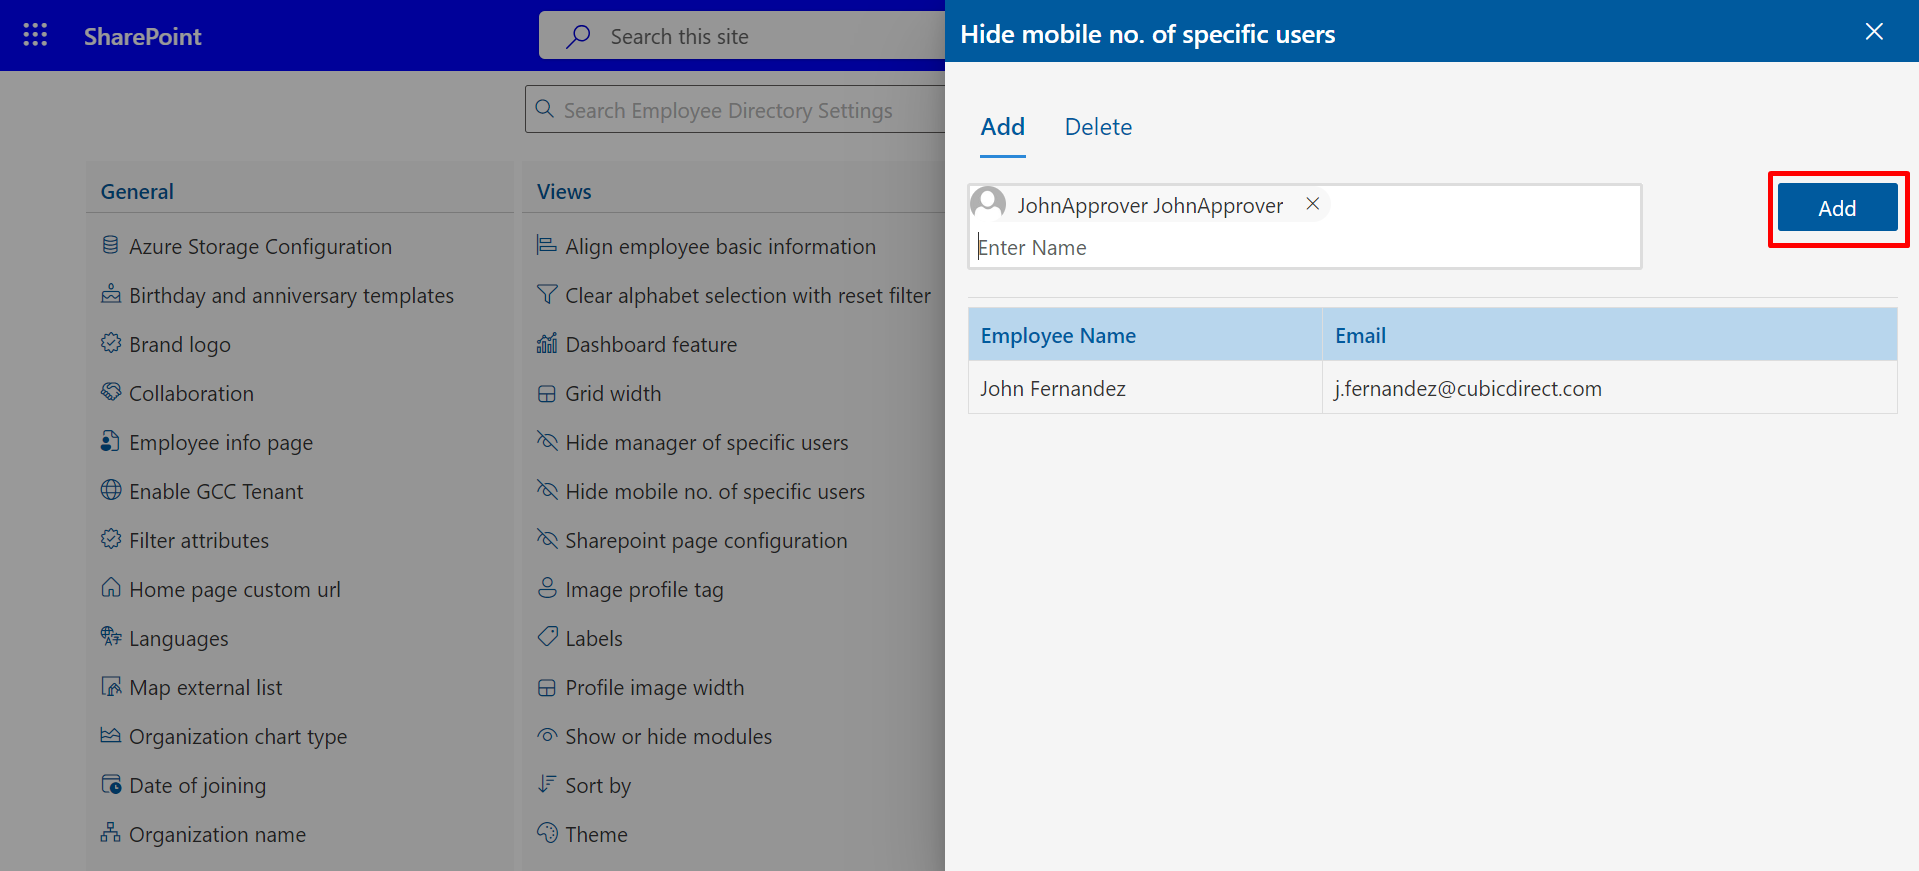 SharePoint
Search this site
Search Employee Directory Settings
General
Azure Storage Configuration
Birthday and anniversary templates
Brand logo
Collaboration
Employee info page
Enable GCC Tenant
Filter attributes
Home page custom url
Languages
Map external list
Organization chart type
Date of joining
Organization name
Views
Align employee basic information
Clear alphabet selection with reset filter
Dashboard feature
Grid width
Hide manager of specific users
Hide mobile no. of specific users
Sharepoint page configuration
Image profile tag
Labels
Profile image width
Show or hide modules
Sort by
Theme
Hide mobile no. of specific users
Add Delete
JohnApprover JohnApprover
Enter Name
Add
Employee Name Email
John Fernandez j.fernandez@cubicdirect.com